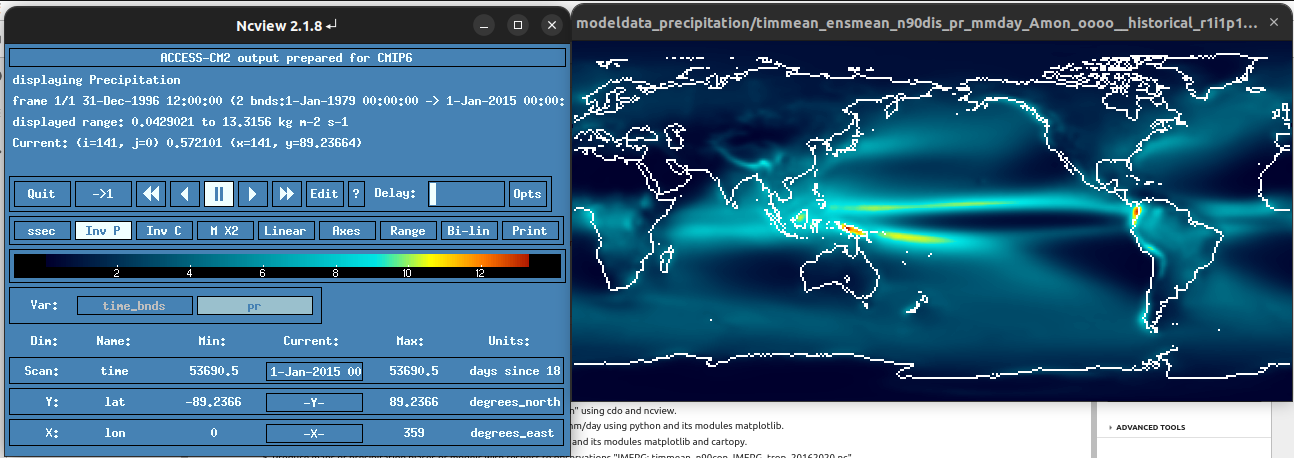 Ncview 2.1.8
modeldata_precipitation/timmean_ensmean_n90dis_pr_mmday_Amon_oooo__historical_r1i1p1...
ACCESS-CM2 output prepared for CMIP6
displaying Precipitation
frame 1/1 31-Dec-1996 12:00:00 (2 bnds:1-Jan-1979 00:00:00 -> 1-Jan-2015 00:00:
displayed range: 0.0429021 to 13.3156 kg m-2 s-1
Current: (i=141, j=0) 0.572101 (x=141, y=89.23664)
Quit ->1 Edit ? Delay: Opts
ssec Inv P Inv C M X2 Linear Axes Range Bi-lin Print
2 4 6 8 10 12
Var: time_bnds pr
Dim: Name: Min: Current: Max: Units:
Scan: time 53690.5 1-Jan-2015 00 53690.5 days since 18
Y: lat -89.2366 -Y- 89.2366 degrees_north
X: lon 0 -X- 359 degrees_east
" using cdo and ncview.
m/day using python and its modules matplotlib.
and its modules matplotlib and cartopy.
ADVANCED TOOLS